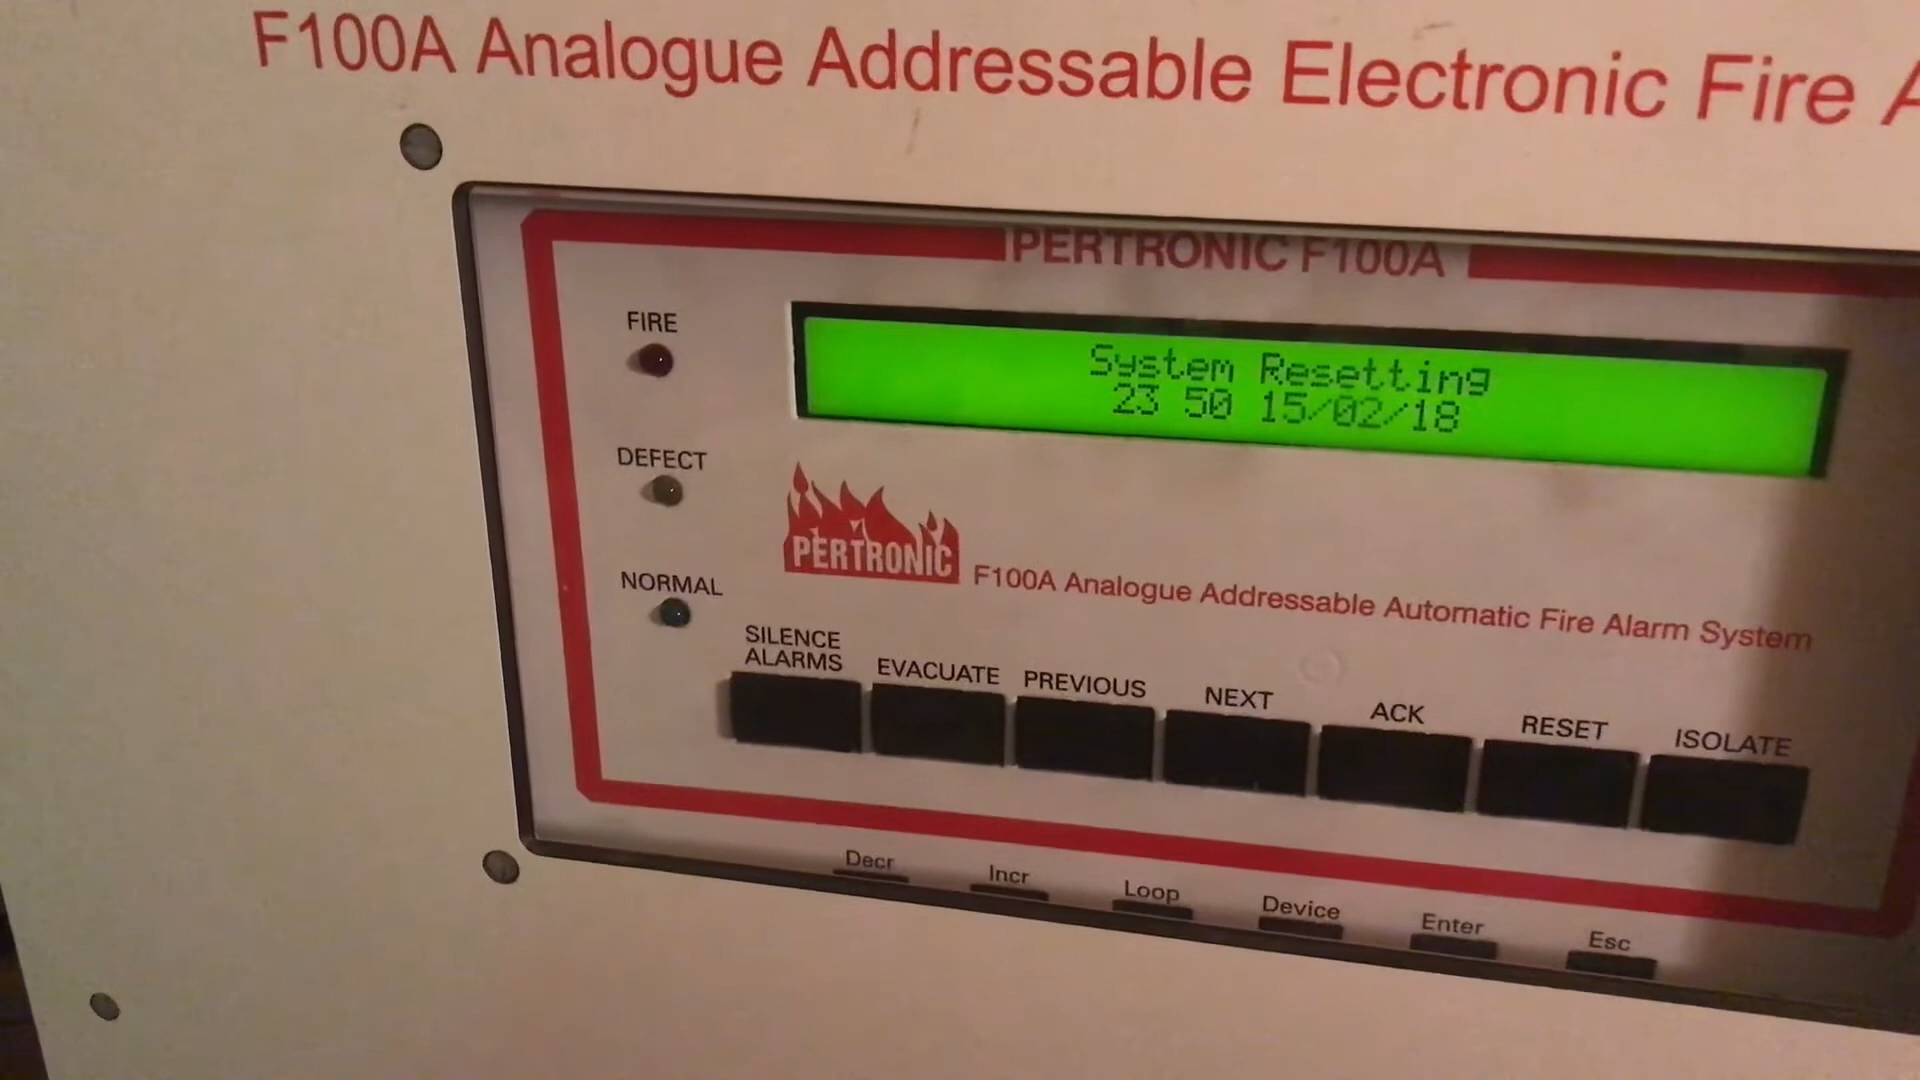 F100A Analogue Addressable Electronic Fire
PERTRONIC F100A
FIRE
System Resetting
23 50 15/02/18
DEFECT
PERTRONIC
F100A Analogue Addressable Automatic Fire Alarm System
NORMAL
SILENCE
ALARMS
EVACUATE
PREVIOUS
NEXT
ACK
RESET
ISOLATE
Decr
Incr
Loop
Device
Enter
Esc